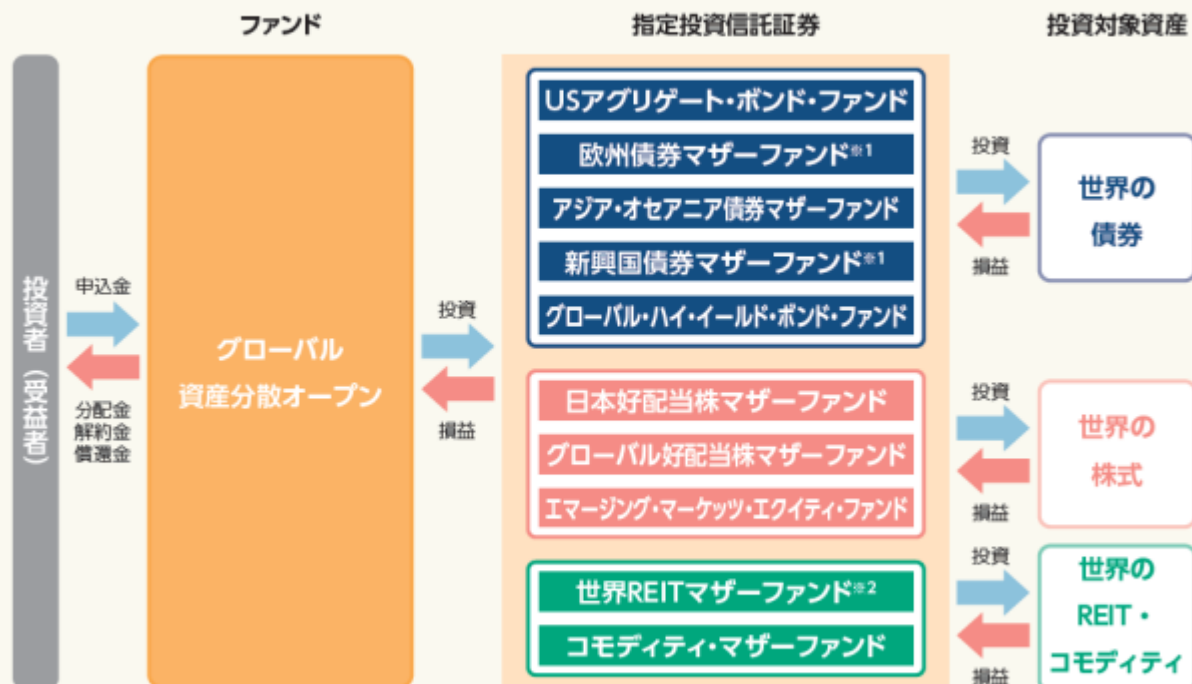 ファンド
指定投資信託証券
投資対象資産
投資者（受益者）
申込金
分配金
解約金
償還金
グローバル
資産分散オープン
投資
損益
USアグリゲート・ボンド・ファンド
欧州債券マザーファンド※1
アジア・オセアニア債券マザーファンド
新興国債券マザーファンド※1
グローバル・ハイ・イールド・ボンド・ファンド
投資
損益
世界の
債券
日本好配当株マザーファンド
グローバル好配当株マザーファンド
エマージング・マーケッツ・エクイティ・ファンド
投資
損益
世界の
株式
世界REITマザーファンド※2
コモディティ・マザーファンド
投資
損益
世界の
REIT・
コモディティ